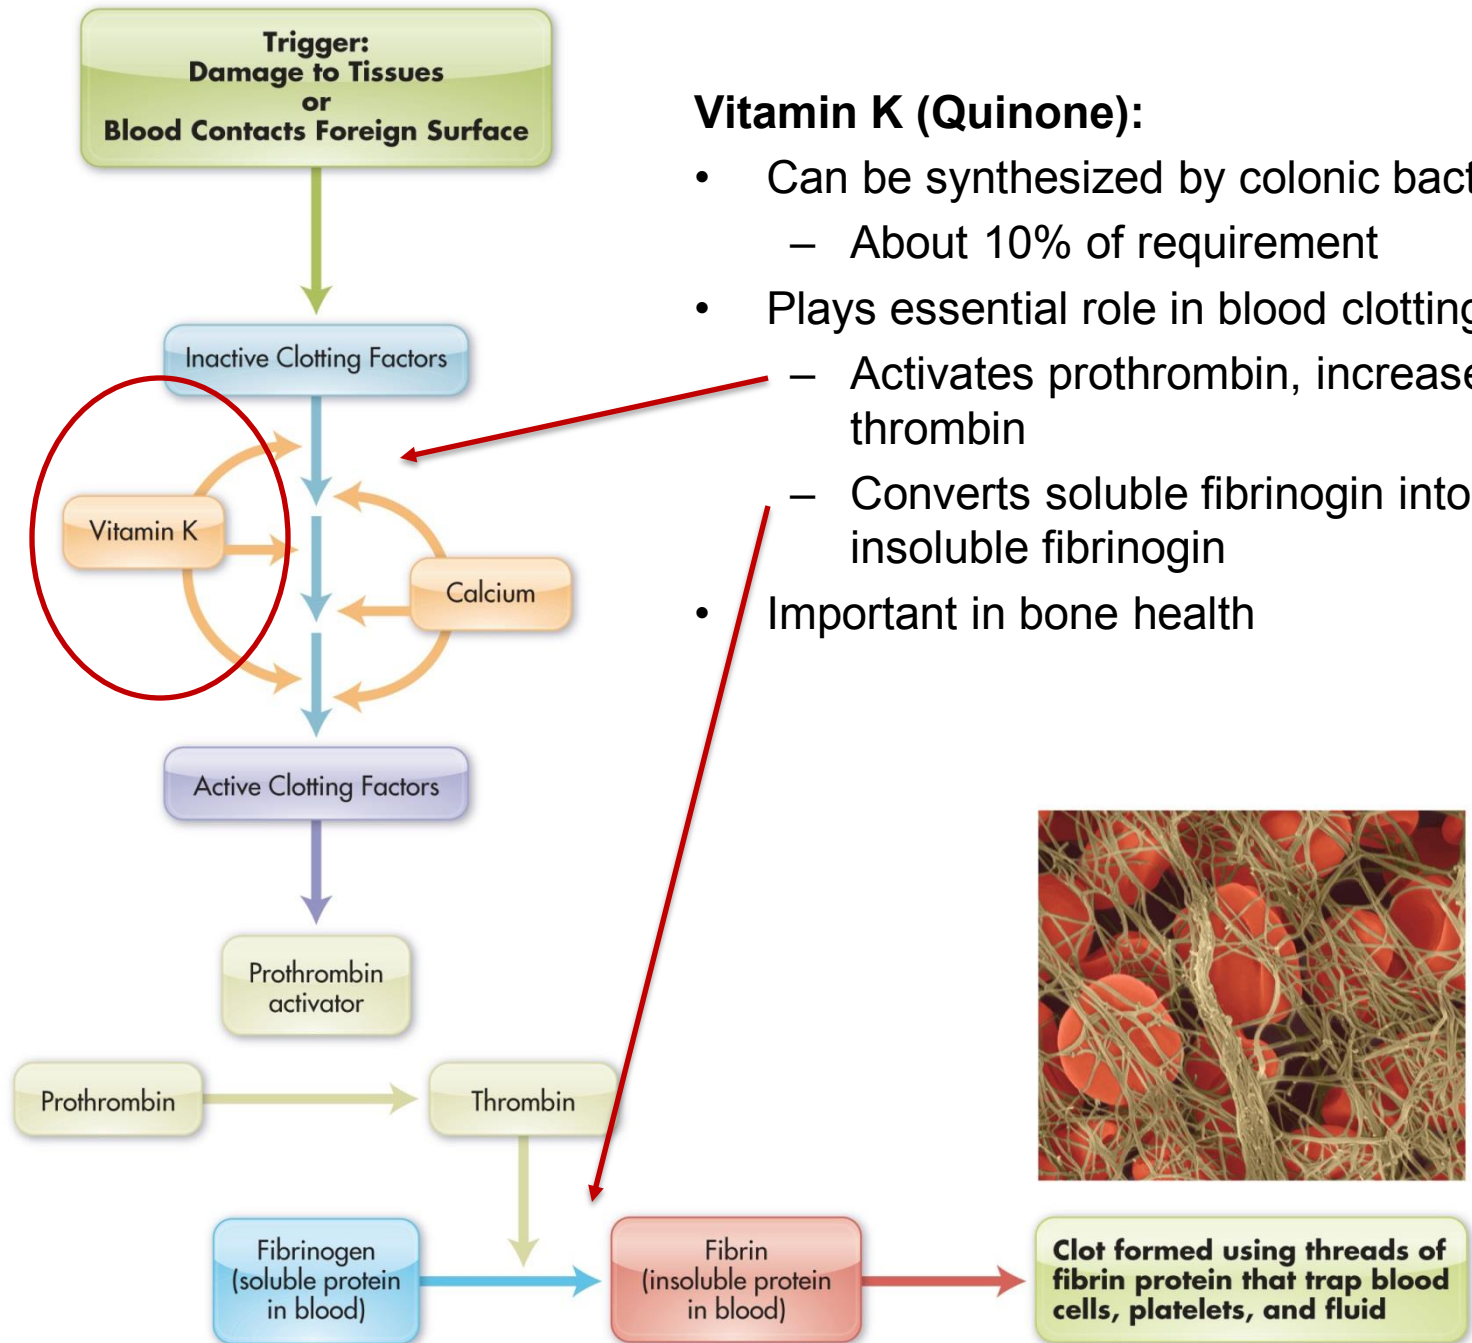 Trigger:
Damage to Tissues
or
Blood Contacts Foreign Surface
Vitamin K (Quinone):
• Can be synthesized by colonic bact
– About 10% of requirement
• Plays essential role in blood clotting
– Activates prothrombin, increase
thrombin
– Converts soluble fibrinogin into
insoluble fibrinogin
• Important in bone health
Inactive Clotting Factors
Vitamin K
Calcium
Active Clotting Factors
Prothrombin
activator
Prothrombin
Thrombin
Fibrinogen
(soluble protein
in blood)
Fibrin
(insoluble protein
in blood)
Clot formed using threads of
fibrin protein that trap blood
cells, platelets, and fluid